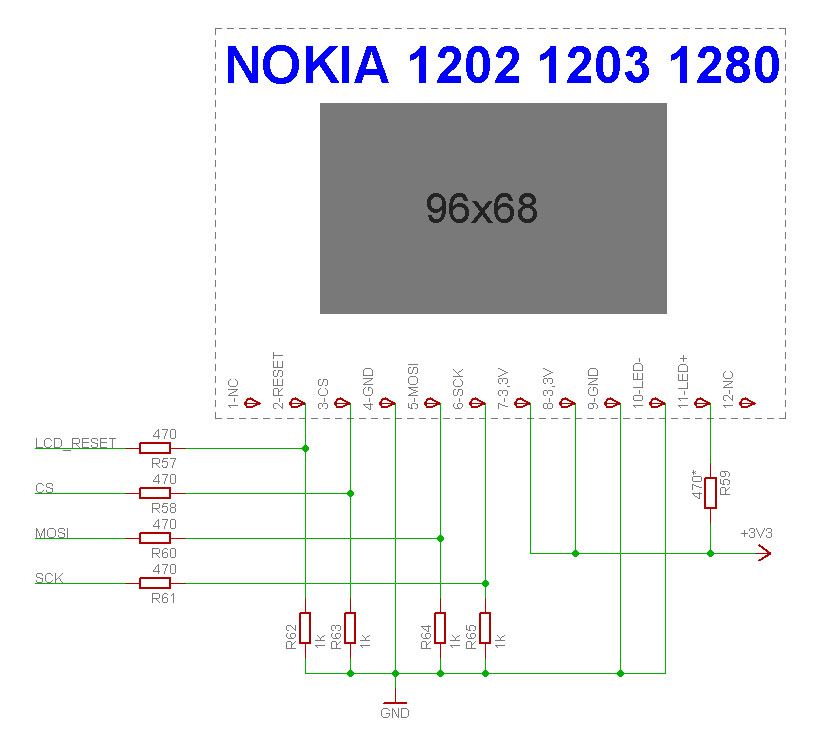 NOKIA 1202 1203 1280
96x68
1-NC
2-RESET
3-CS
4-GND
5-MOSI
6-SCK
7-3,3V
8-3,3V
9-GND
10-LED-
11-LED+
12-NC
LCD_RESET
470
R57
CS
470
R58
MOSI
470
R60
SCK
470
R61
470*
R59
+3V3
R62
1k
R63
1k
R64
1k
R65
1k
GND